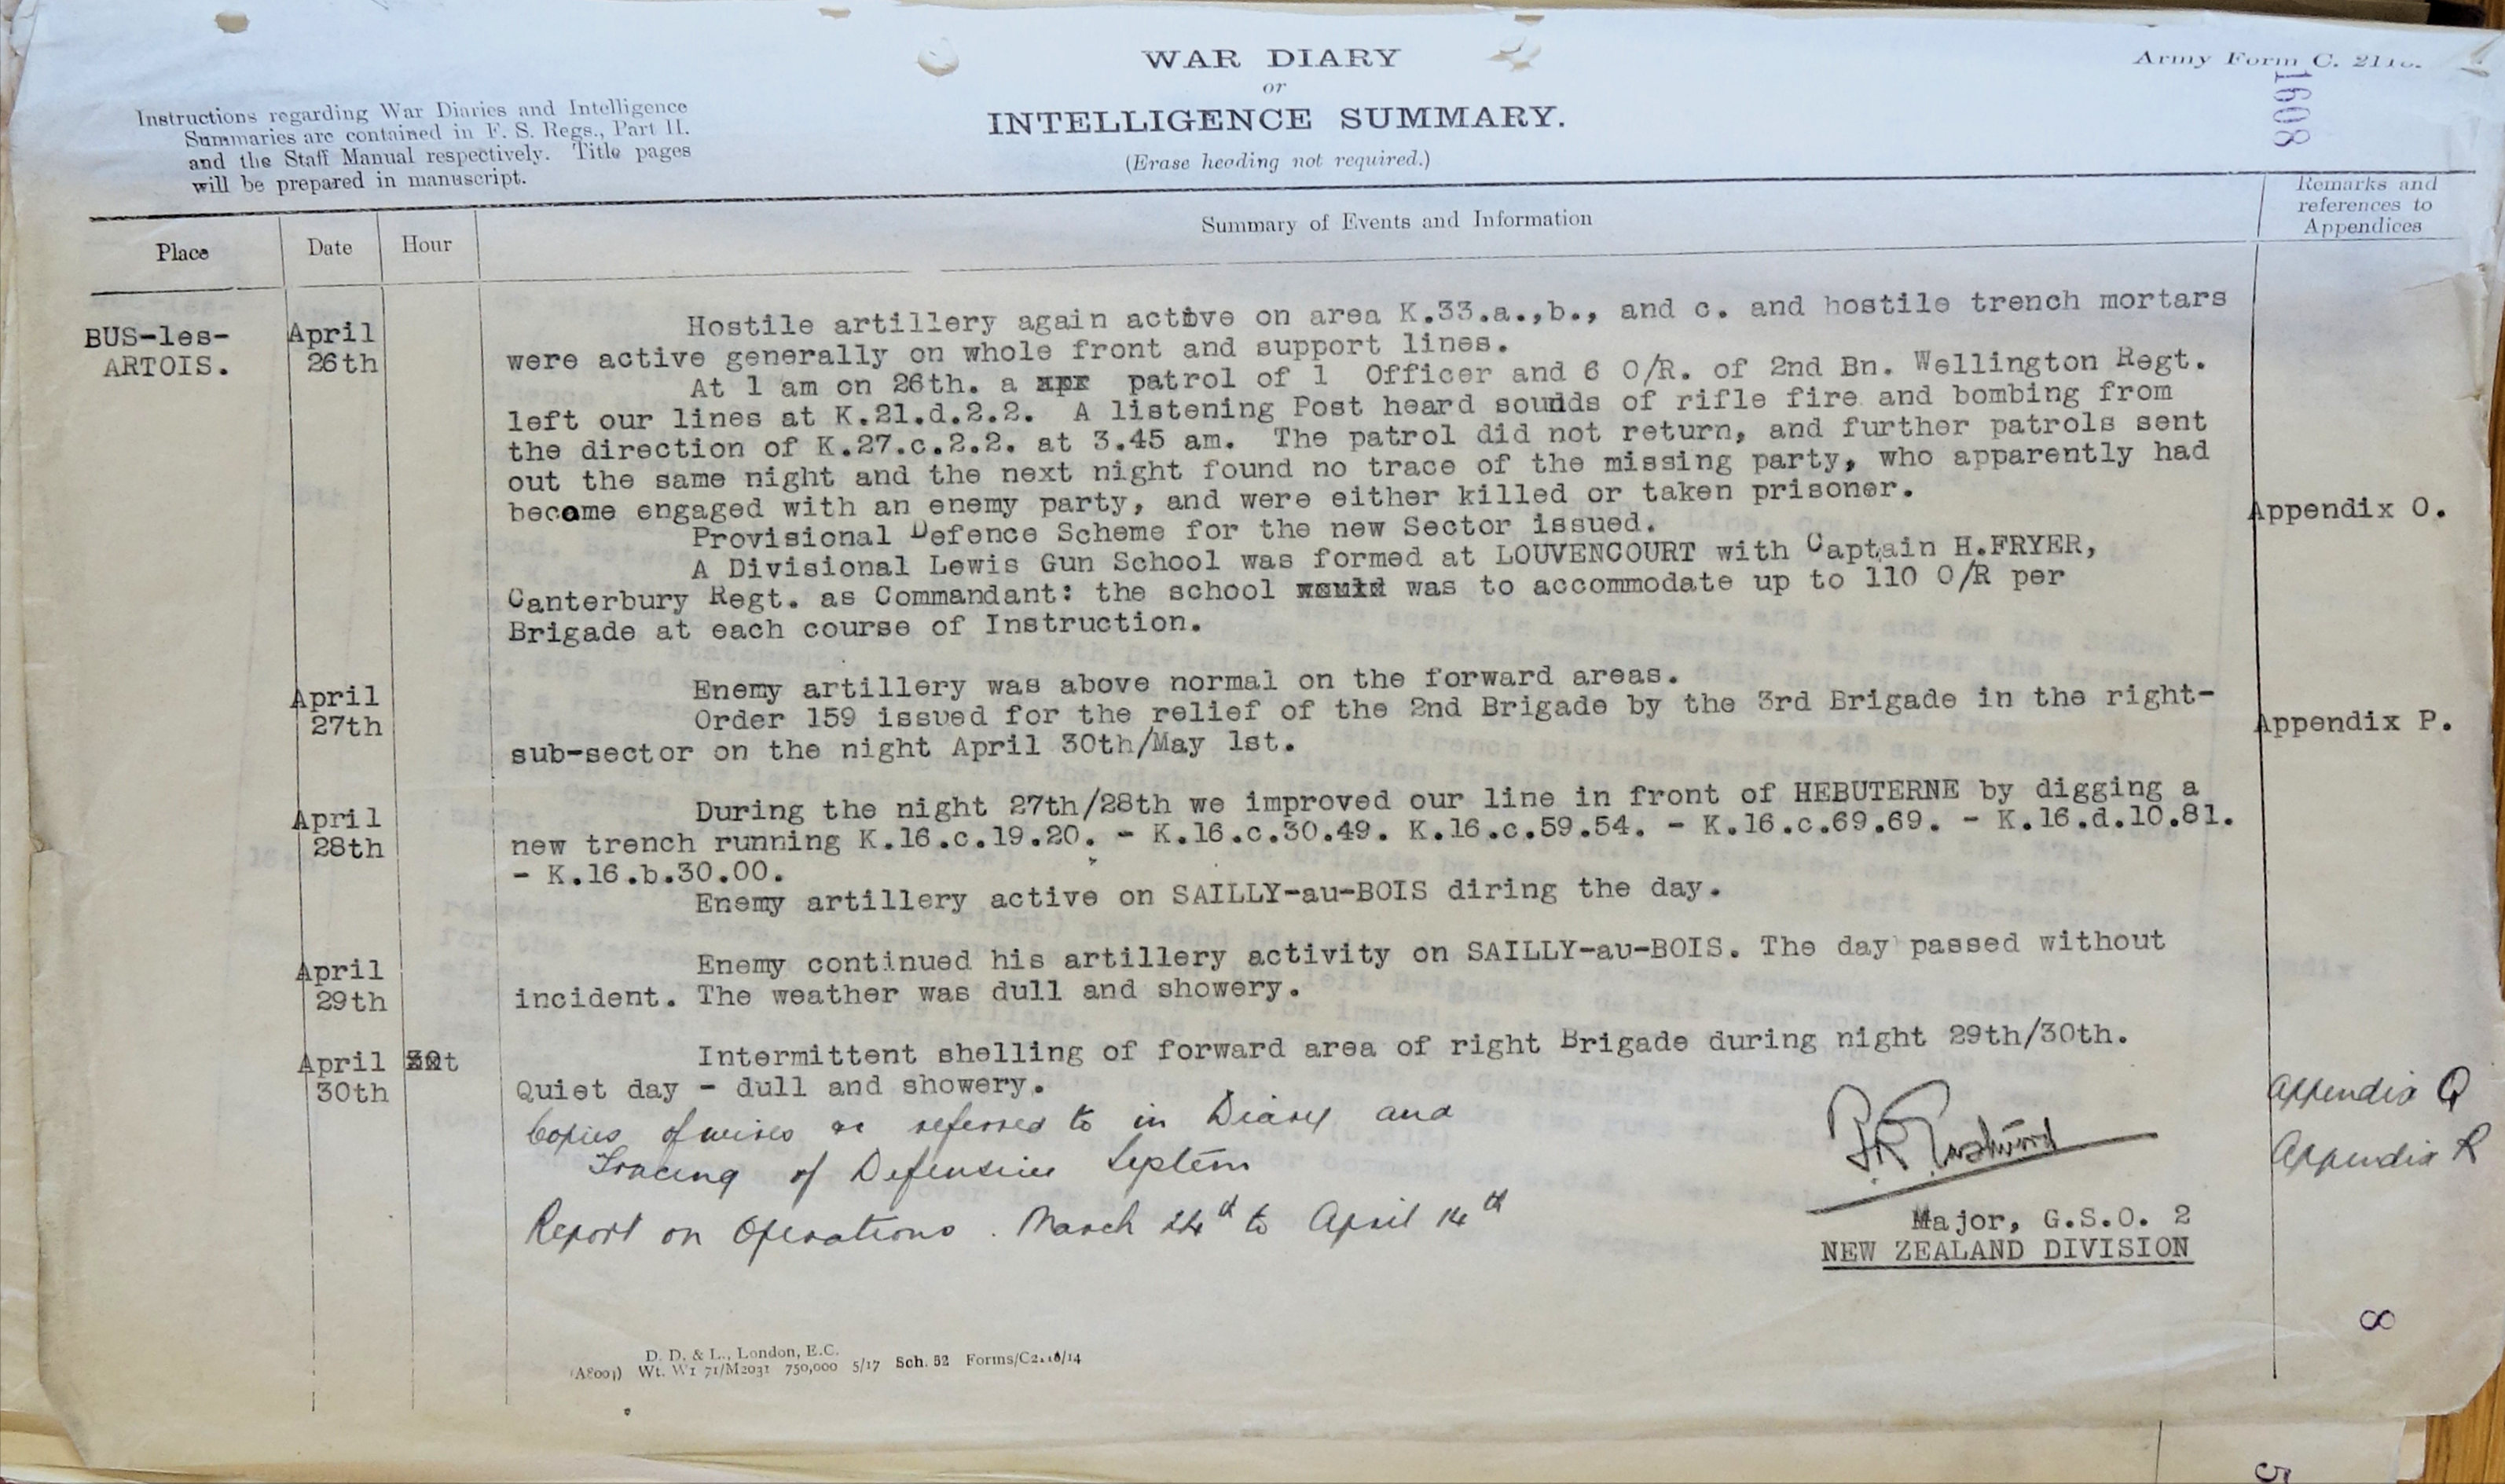 WAR DIARY
or
INTELLIGENCE SUMMARY.
(Erase heading not required.)
Army Form C. 2118.
1608
Instructions regarding War Diaries and Intelligence
Summaries are contained in F. S. Regs., Part II.
and the Staff Manual respectively. Title pages
will be prepared in manuscript.
Place Date Hour Summary of Events and Information Remarks and
references to
Appendices
BUS-les-
ARTOIS.
April
26th
Hostile artillery again active on area K.33.a.,b., and c. and hostile trench mortars
were active generally on whole front and support lines.
At 1 am on 26th. a patrol of 1 Officer and 6 O/R. of 2nd Bn. Wellington Regt.
left our lines at K.21.d.2.2. A listening Post heard sounds of rifle fire and bombing from
the direction of K.27.c.2.2. at 3.45 am. The patrol did not return, and further patrols sent
out the same night and the next night found no trace of the missing party, who apparently had
become engaged with an enemy party, and were either killed or taken prisoner.
Provisional Defence Scheme for the new Sector issued. Appendix O.
A Divisional Lewis Gun School was formed at LOUVENCOURT with Captain H.FRYER,
Canterbury Regt. as Commandant: the school was to accommodate up to 110 O/R per
Brigade at each course of Instruction.
April
27th
Enemy artillery was above normal on the forward areas.
Order 159 issued for the relief of the 2nd Brigade by the 3rd Brigade in the right- Appendix P.
sub-sector on the night April 30th/May 1st.
April
28th
During the night 27th/28th we improved our line in front of HEBUTERNE by digging a
new trench running K.16.c.19.20. - K.16.c.30.49. K.16.c.59.54. - K.16.c.69.69. - K.16.d.10.81.
- K.16.b.30.00.
Enemy artillery active on SAILLY-au-BOIS diring the day.
April
29th
Enemy continued his artillery activity on SAILLY-au-BOIS. The day passed without
incident. The weather was dull and showery.
April
30th
Intermittent shelling of forward area of right Brigade during night 29th/30th.
Quiet day - dull and showery.
Copies of wires as referred to in Diary and Appendix Q
Tracing of Defensive System
Report on Operations. March 24th to April 14th Appendix R
Major, G.S.O. 2
NEW ZEALAND DIVISION
8
D. D. & L., London, E.C.
Wt. W1 71/M2031 750,000 5/17 Sch. 52 Forms/C2118/14
5